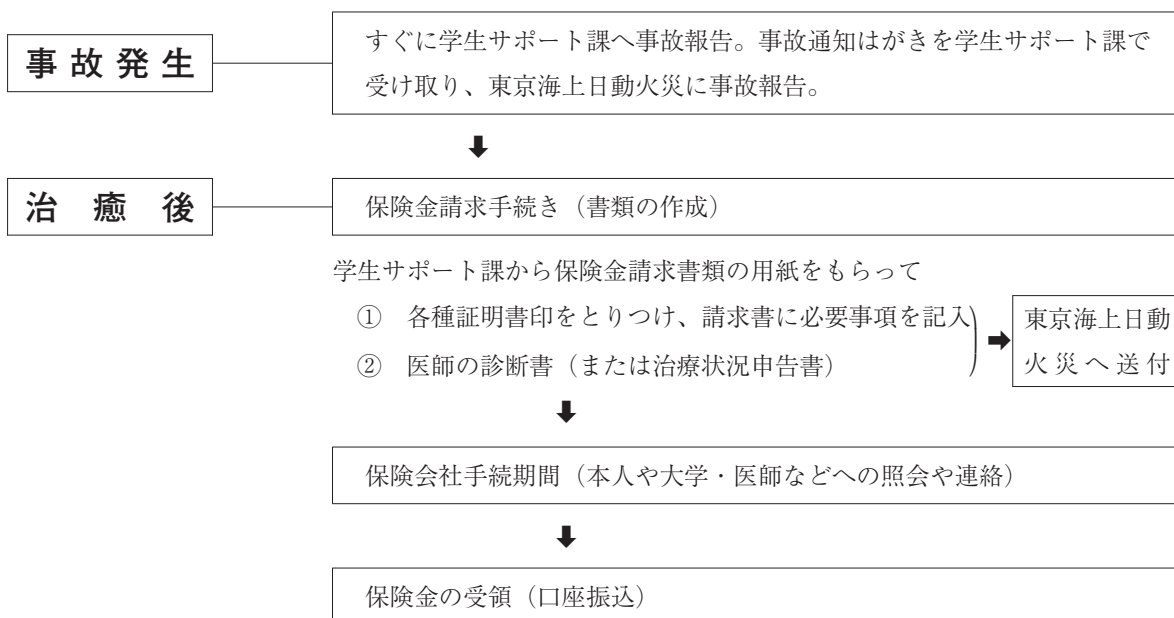 事故発生
すぐに学生サポート課へ事故報告。事故通知はがきを学生サポート課で
受け取り、東京海上日動火災に事故報告。
治癒後
保険金請求手続き（書類の作成）
学生サポート課から保険金請求書類の用紙をもらって
① 各種証明書印をとりつけ、請求書に必要事項を記入
② 医師の診断書（または治療状況申告書）
東京海上日動
火災へ送付
保険会社手続期間（本人や大学・医師などへの照会や連絡）
保険金の受領（口座振込）